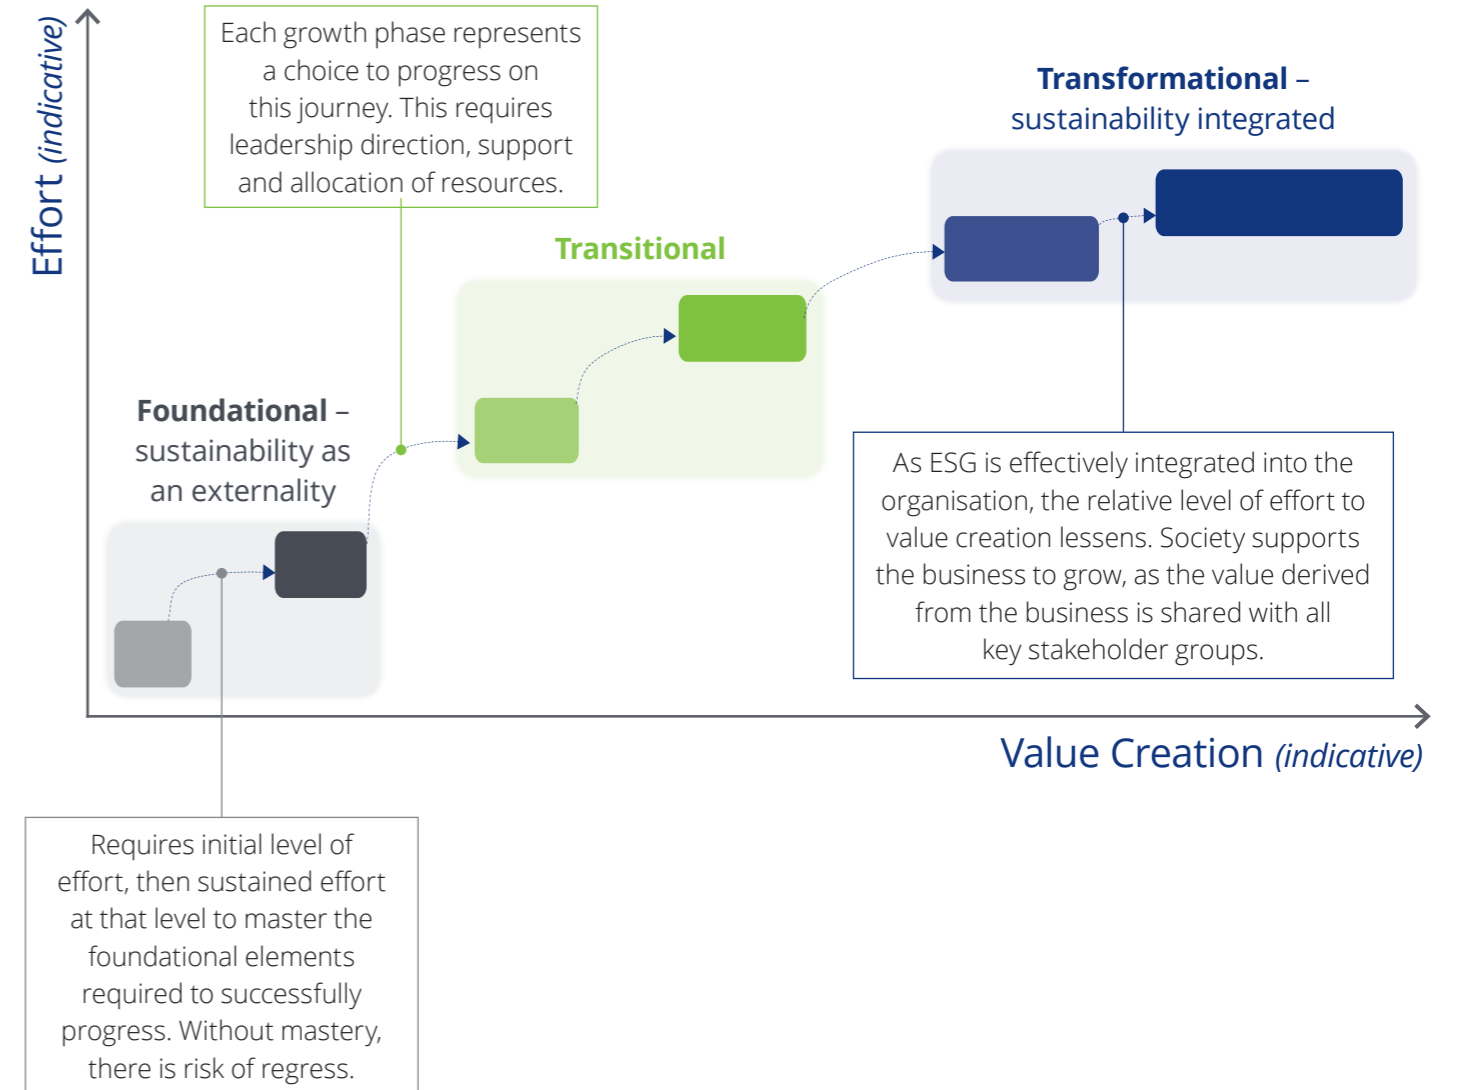 Effort (indicative)
Each growth phase represents
a choice to progress on
this journey. This requires
leadership direction, support
and allocation of resources.
Transformational –
sustainability integrated
Transitional
Foundational –
sustainability as
an externality
As ESG is effectively integrated into the
organisation, the relative level of effort to
value creation lessens. Society supports
the business to grow, as the value derived
from the business is shared with all
key stakeholder groups.
Value Creation (indicative)
Requires initial level of
effort, then sustained effort
at that level to master the
foundational elements
required to successfully
progress. Without mastery,
there is risk of regress.